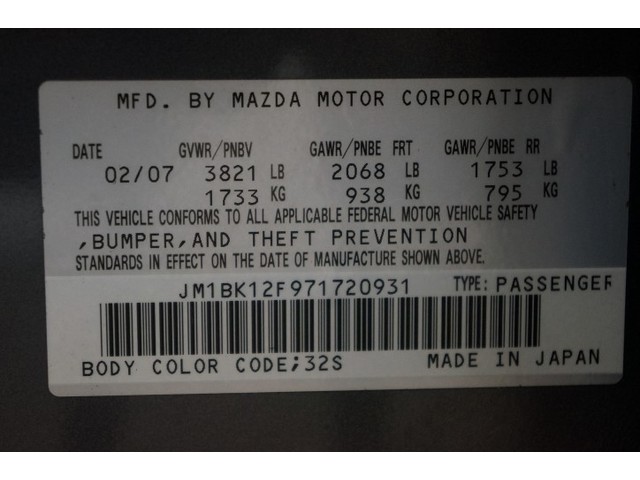 MFD. BY MAZDA MOTOR CORPORATION
DATE GVWR/PNBV GAWR/PNBE FRT GAWR/PNBE RR
02/07 3821 LB 2068 LB 1753 LB
1733 KG 938 KG 795 KG
THIS VEHICLE CONFORMS TO ALL APPLICABLE FEDERAL MOTOR VEHICLE SAFETY
,BUMPER,AND THEFT PREVENTION
STANDARDS IN EFFECT ON THE DATE OF MANUFACTURE SHOWN ABOVE.
JM1BK12F971720931 TYPE: PASSENGER
BODY COLOR CODE;32S MADE IN JAPAN